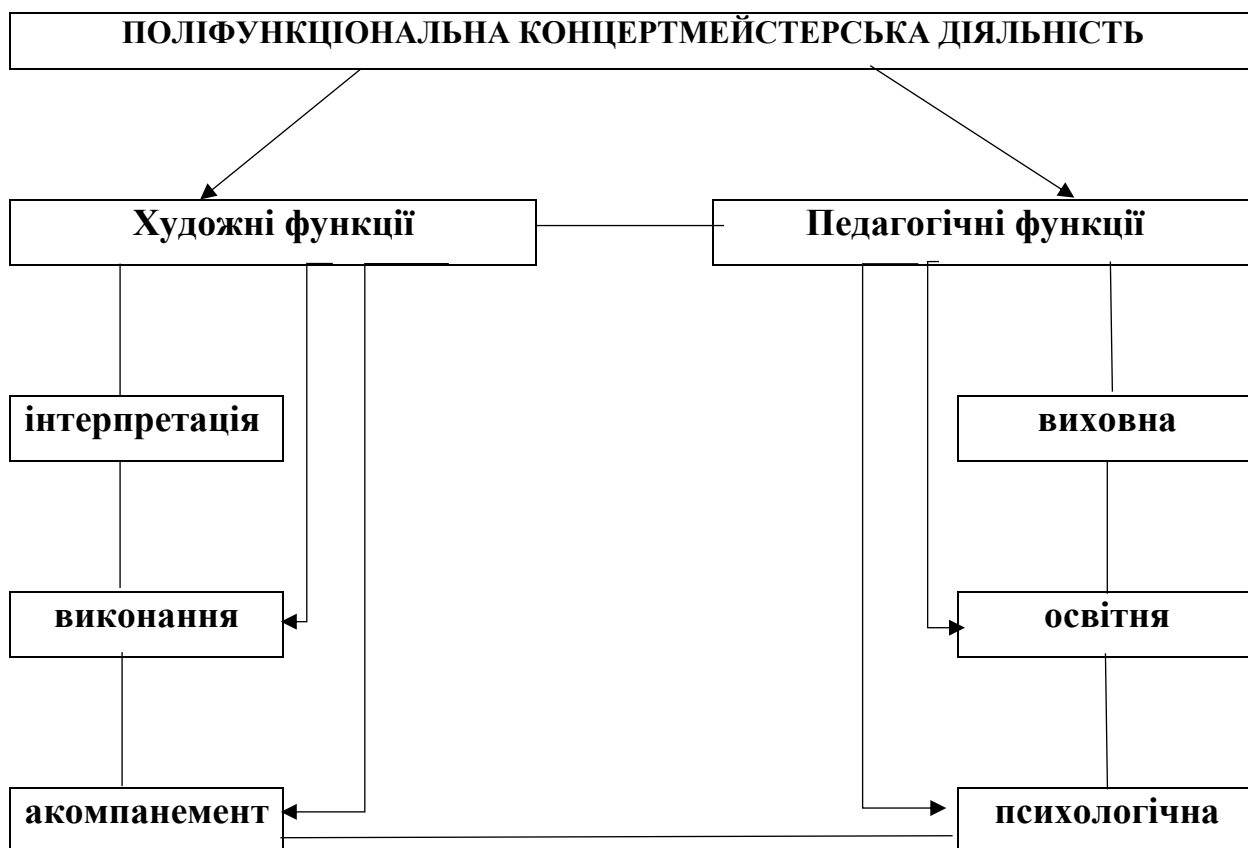 ПОЛІФУНКЦІОНАЛЬНА КОНЦЕРТМЕЙСТЕРСЬКА ДІЯЛЬНІСТЬ
Художні функції
Педагогічні функції
інтерпретація
виховна
виконання
освітня
акомпанемент
психологічна